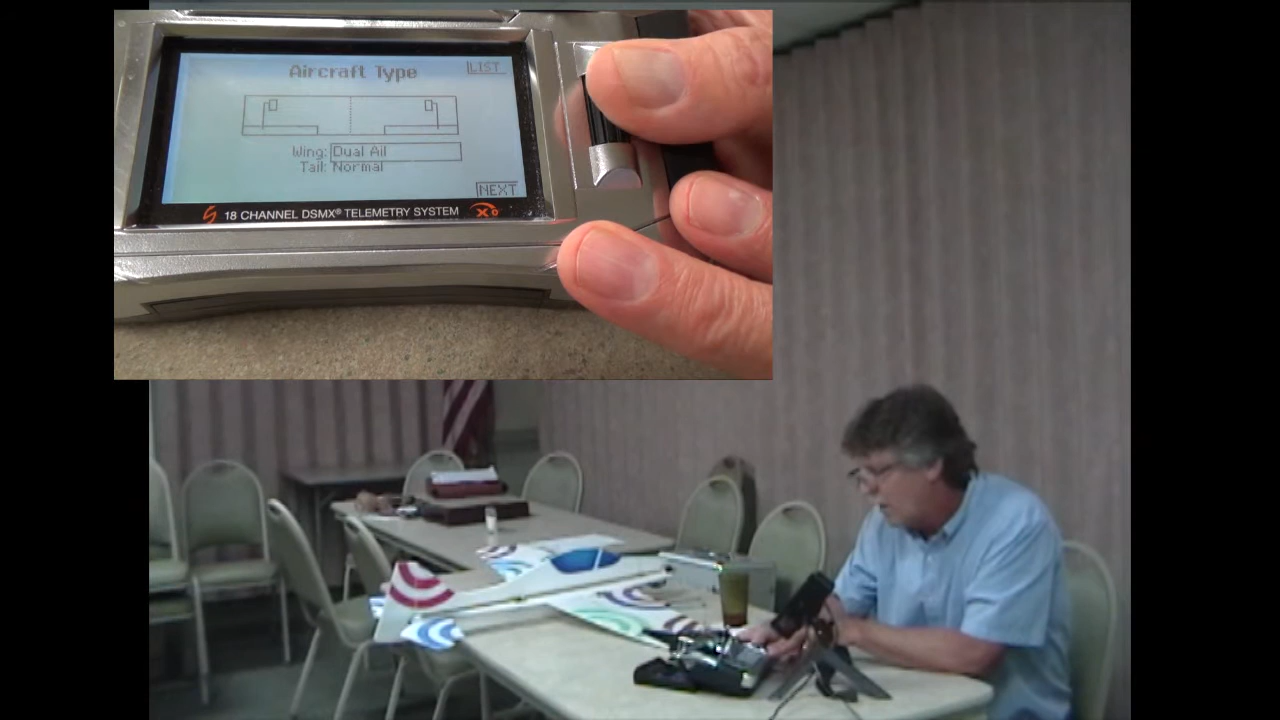 Aircraft Type
LIST
Wing: Dual Ail
Tail: Normal
NEXT
18 CHANNEL DSMX® TELEMETRY SYSTEM